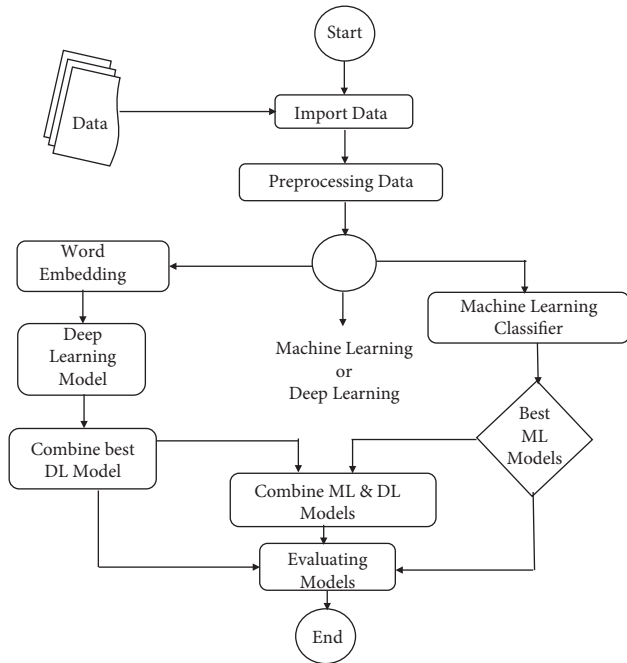 Start
Data
Import Data
Preprocessing Data
Word
Embedding
Machine Learning
Classifier
Deep
Learning
Model
Machine Learning
or
Deep Learning
Best
ML
Models
Combine best
DL Model
Combine ML & DL
Models
Evaluating
Models
End